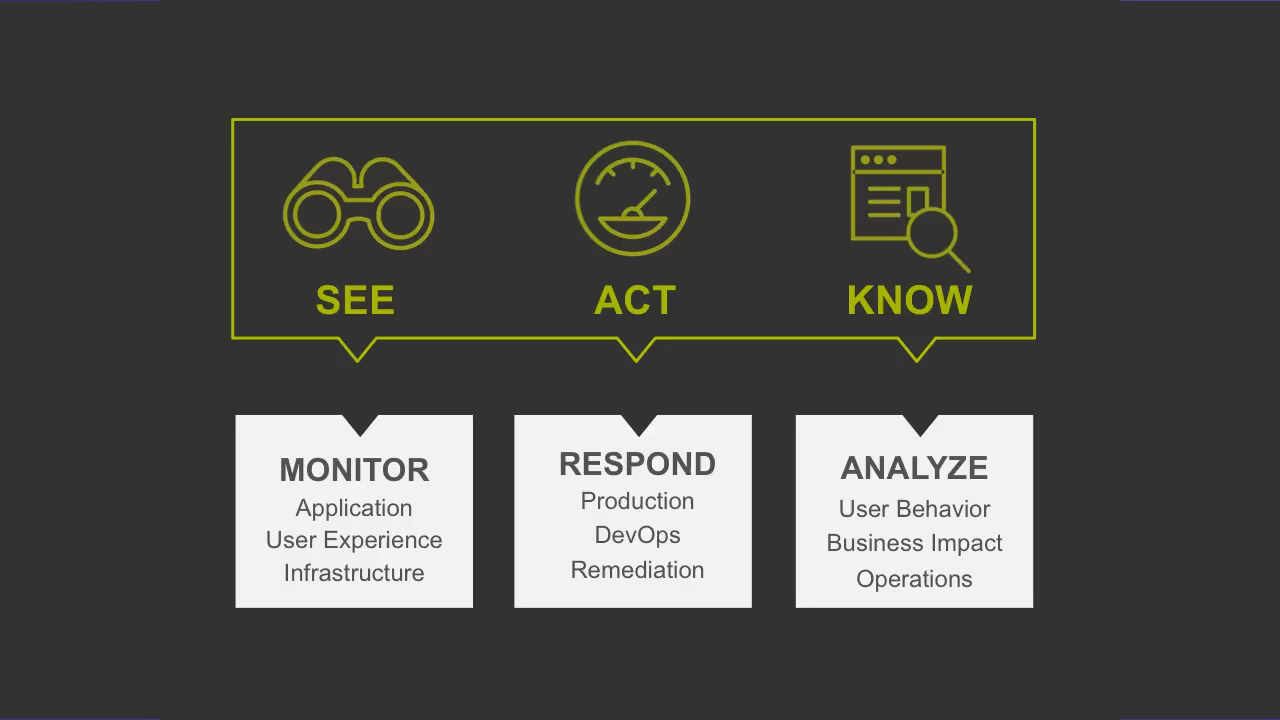 SEE
ACT
KNOW
MONITOR
Application
User Experience
Infrastructure
RESPOND
Production
DevOps
Remediation
ANALYZE
User Behavior
Business Impact
Operations